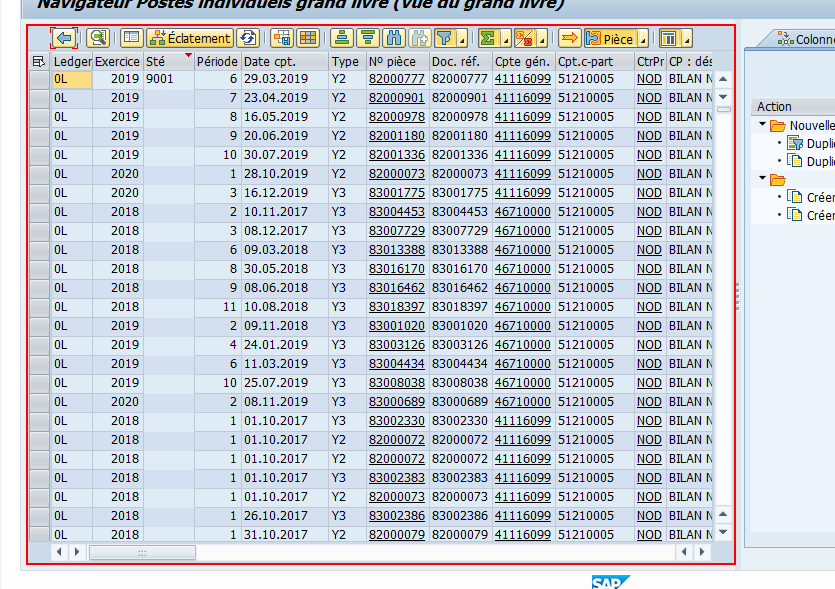 Navigateur Postes individuels grand livre (vue du grand livre)
Éclatement Pièce
Ledger Exercice Sté Période Date cpt. Type Nº pièce Doc. réf. Cpte gén. Cpt.c-part CtrPr CP : dés
0L 2019 9001 6 29.03.2019 Y2 82000777 82000777 41116099 51210005 NOD BILAN N
0L 2019 7 23.04.2019 Y2 82000901 82000901 41116099 51210005 NOD BILAN N
0L 2019 8 16.05.2019 Y2 82000978 82000978 41116099 51210005 NOD BILAN N
0L 2019 9 20.06.2019 Y2 82001180 82001180 41116099 51210005 NOD BILAN N
0L 2019 10 30.07.2019 Y2 82001336 82001336 41116099 51210005 NOD BILAN N
0L 2020 1 28.10.2019 Y2 82000073 82000073 41116099 51210005 NOD BILAN N
0L 2020 3 16.12.2019 Y3 83001775 83001775 41116099 51210005 NOD BILAN N
0L 2018 2 10.11.2017 Y3 83004453 83004453 46710000 51210005 NOD BILAN N
0L 2018 3 08.12.2017 Y3 83007729 83007729 46710000 51210005 NOD BILAN N
0L 2018 6 09.03.2018 Y3 83013388 83013388 46710000 51210005 NOD BILAN N
0L 2018 8 30.05.2018 Y3 83016170 83016170 46710000 51210005 NOD BILAN N
0L 2018 9 08.06.2018 Y3 83016462 83016462 46710000 51210005 NOD BILAN N
0L 2018 11 10.08.2018 Y3 83018397 83018397 46710000 51210005 NOD BILAN N
0L 2019 2 09.11.2018 Y3 83001020 83001020 46710000 51210005 NOD BILAN N
0L 2019 4 24.01.2019 Y3 83003126 83003126 46710000 51210005 NOD BILAN N
0L 2019 6 11.03.2019 Y3 83004434 83004434 46710000 51210005 NOD BILAN N
0L 2019 10 25.07.2019 Y3 83008038 83008038 46710000 51210005 NOD BILAN N
0L 2020 2 08.11.2019 Y3 83000689 83000689 46710000 51210005 NOD BILAN N
0L 2018 1 01.10.2017 Y3 83002330 83002330 41116099 51210005 NOD BILAN N
0L 2018 1 01.10.2017 Y2 82000072 82000072 41116099 51210005 NOD BILAN N
0L 2018 1 01.10.2017 Y2 82000072 82000072 41116099 51210005 NOD BILAN N
0L 2018 1 01.10.2017 Y3 83002383 83002383 41116099 51210005 NOD BILAN N
0L 2018 1 01.10.2017 Y2 82000073 82000073 41116099 51210005 NOD BILAN N
0L 2018 1 26.10.2017 Y3 83002386 83002386 41116099 51210005 NOD BILAN N
0L 2018 1 31.10.2017 Y2 82000079 82000079 41116099 51210005 NOD BILAN N
Colonne
Action
Nouvelle
Dupli
Dupli
Créer
Créer
SAP